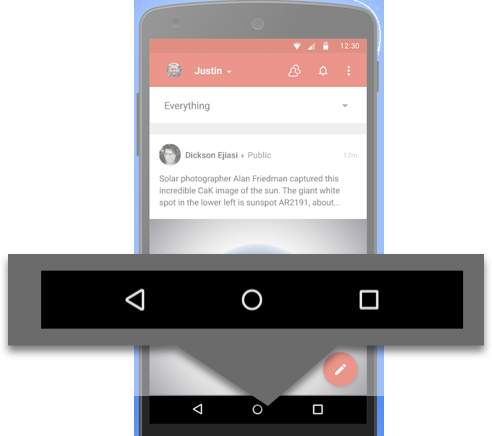 12:30
Justin
Everything
Dickson Ejiasi › Public
17m
Solar photographer Alan Friedman captured this
incredible CaK image of the sun. The giant white
spot in the lower left is sunspot AR2191, about...